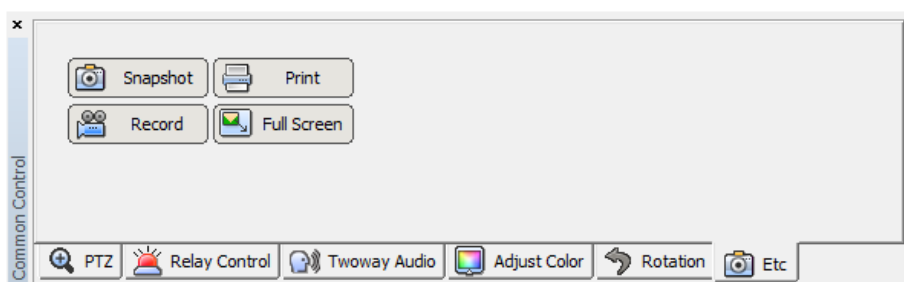 Common Control
Snapshot Print
Record Full Screen
PTZ Relay Control Twoway Audio Adjust Color Rotation Etc